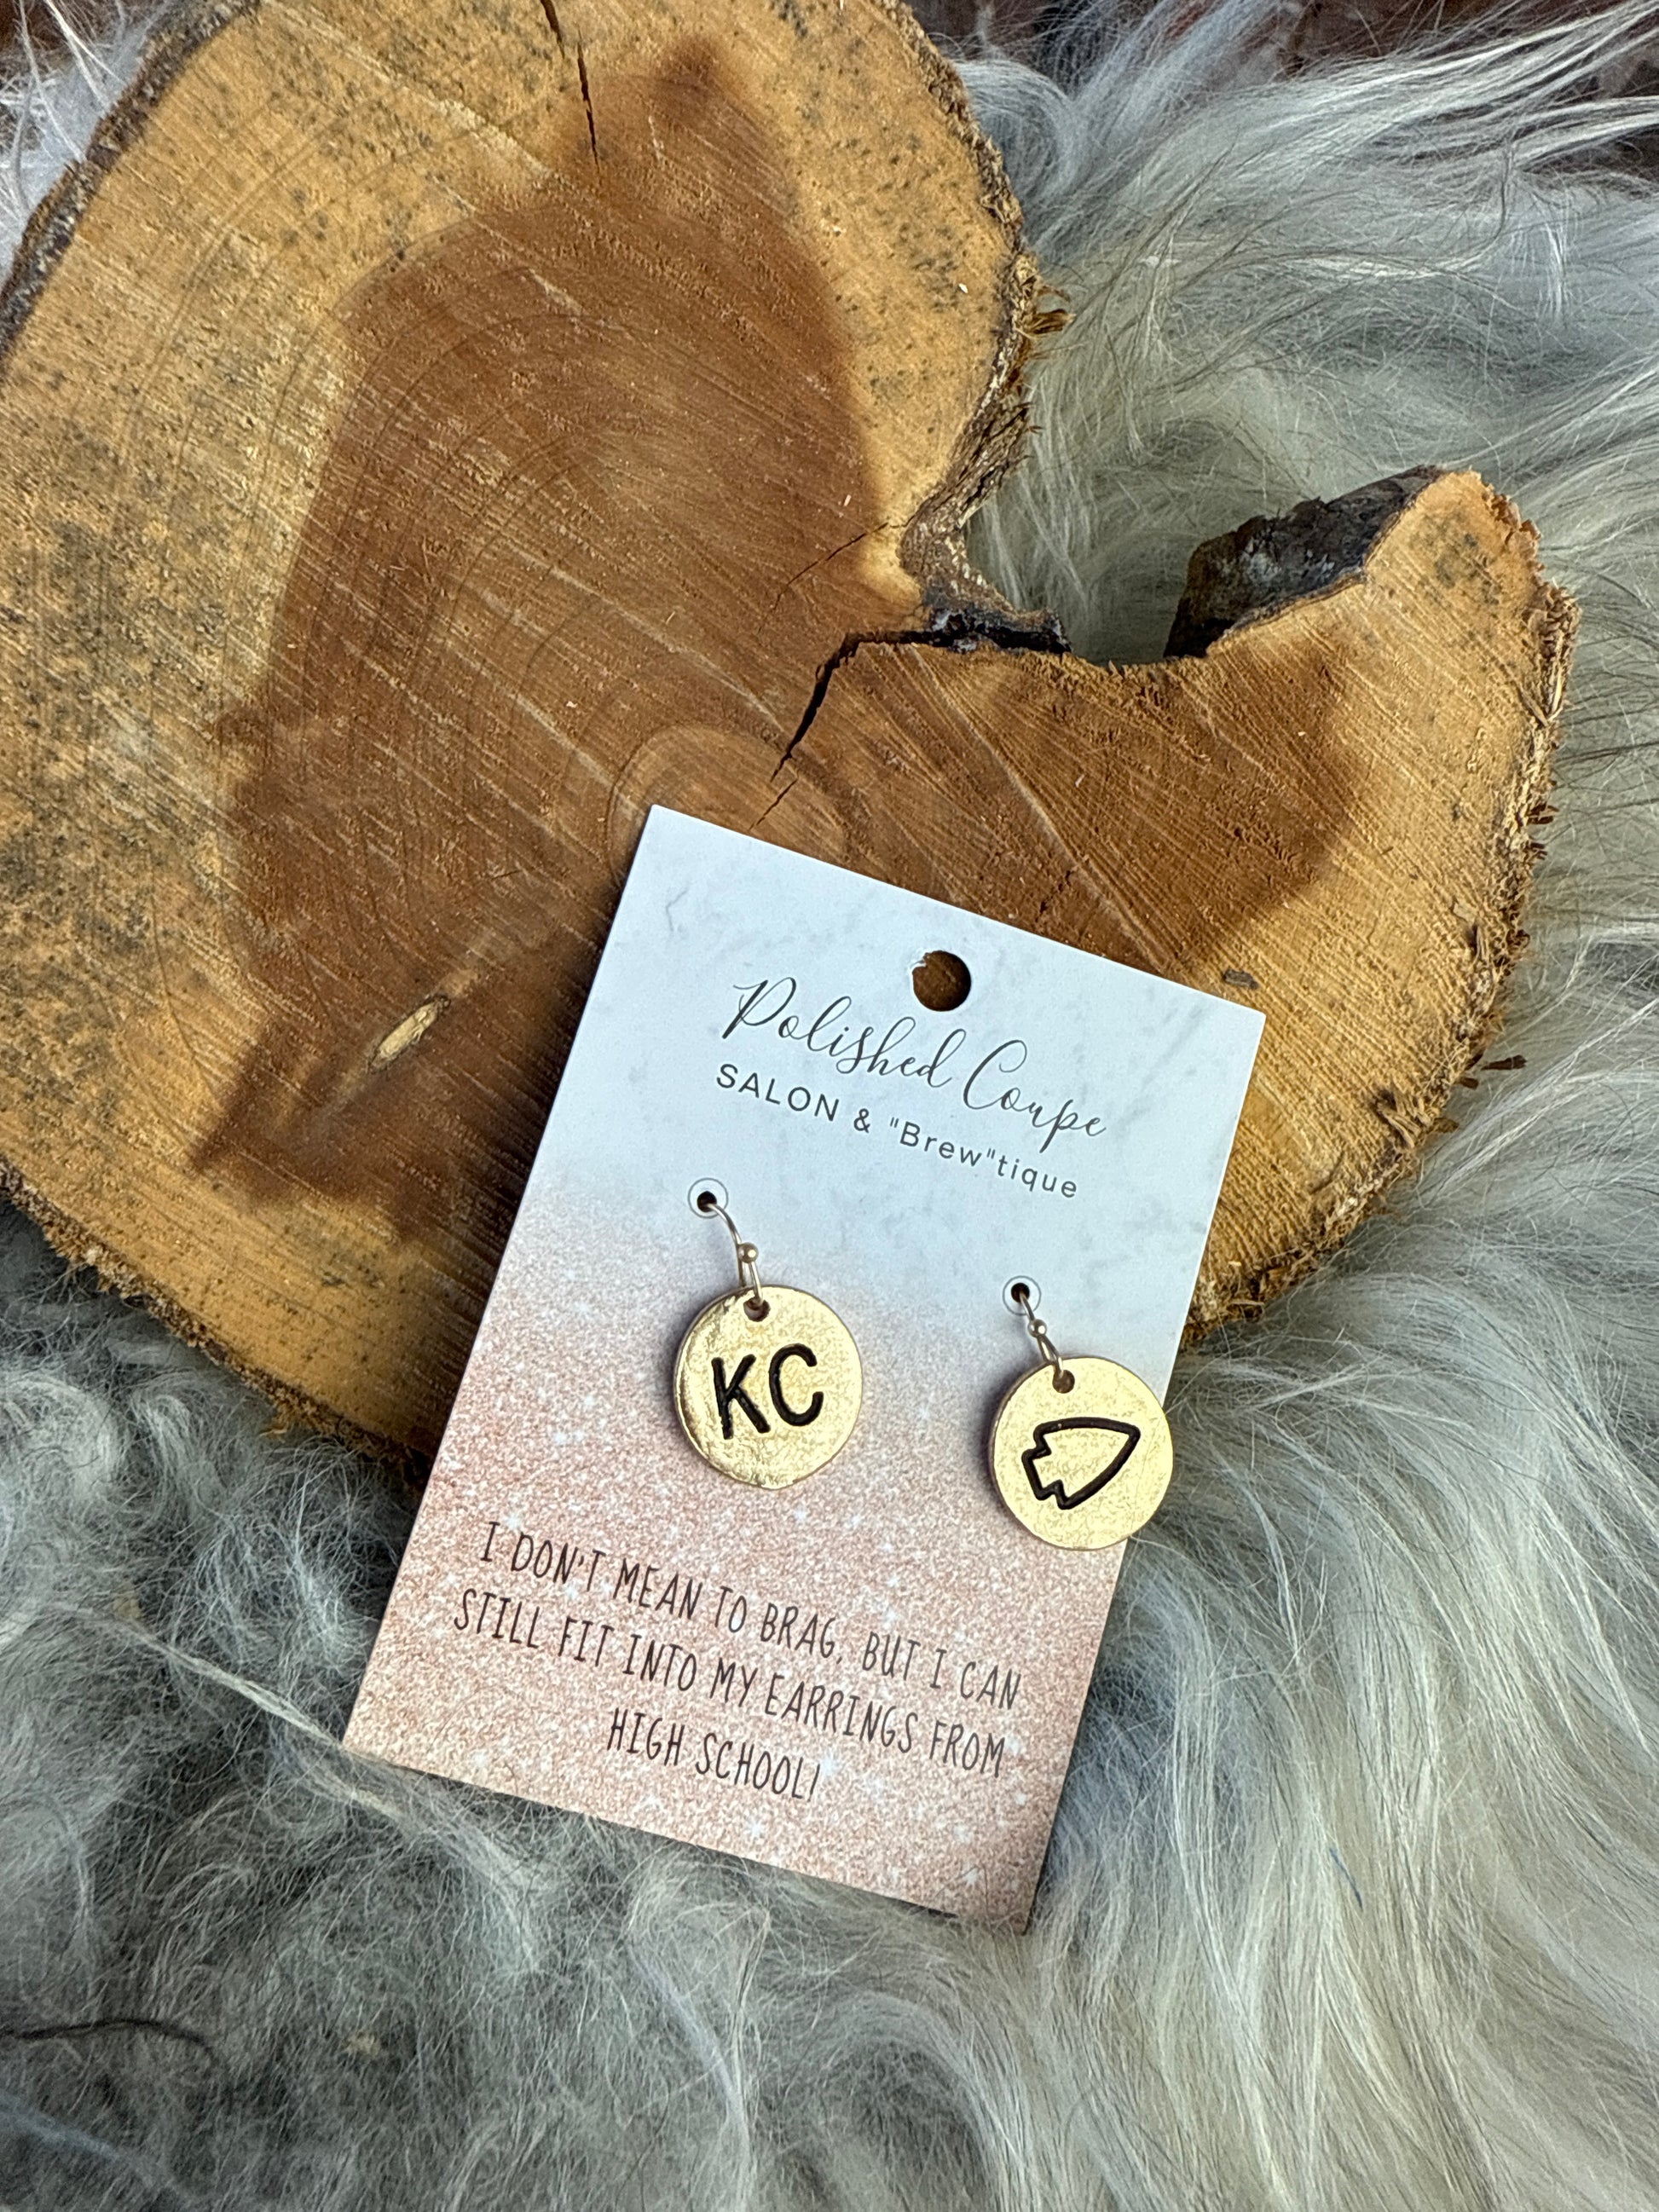 Polished Coupe
SALON & "Brew"tique
KC
I DON'T MEAN TO BRAG, BUT I CAN
STILL FIT INTO MY EARRINGS FROM
HIGH SCHOOL!